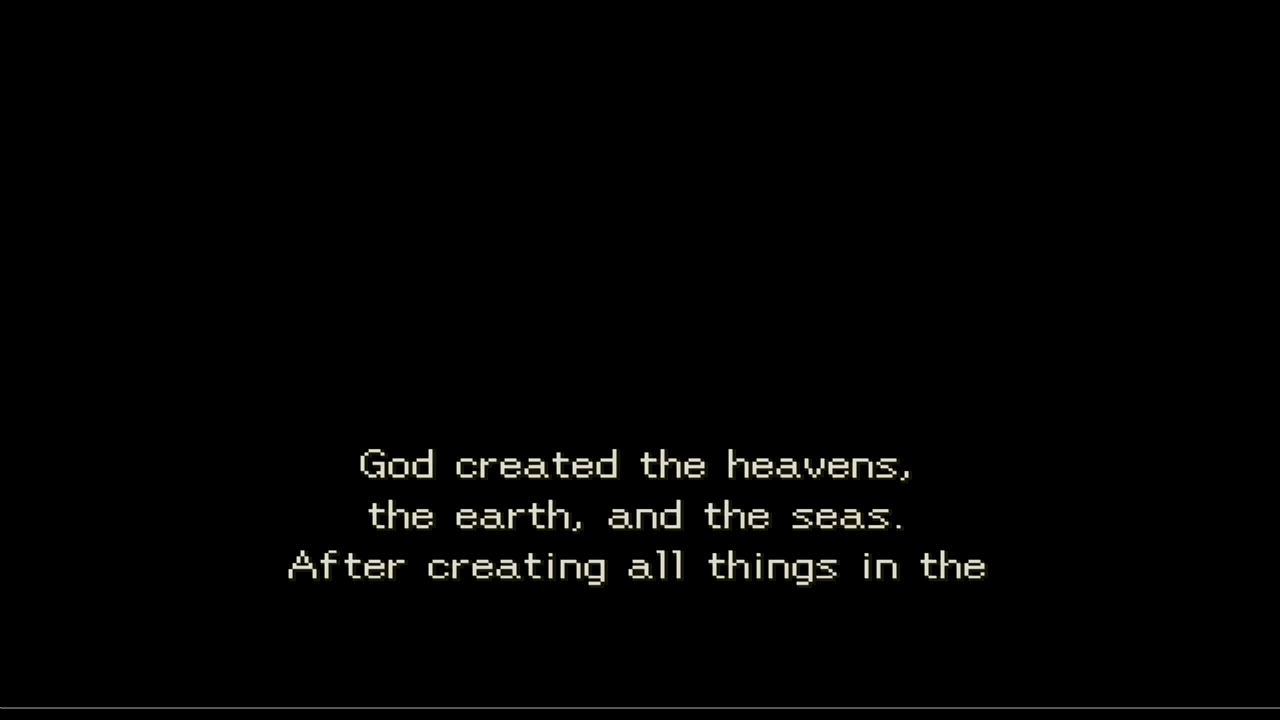 God created the heavens,
the earth, and the seas.
After creating all things in the